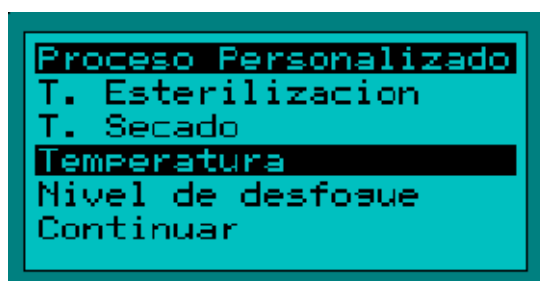 Proceso Personalizado
T. Esterilizacion
T. Secado
Temperatura
Nivel de desfogue
Continuar